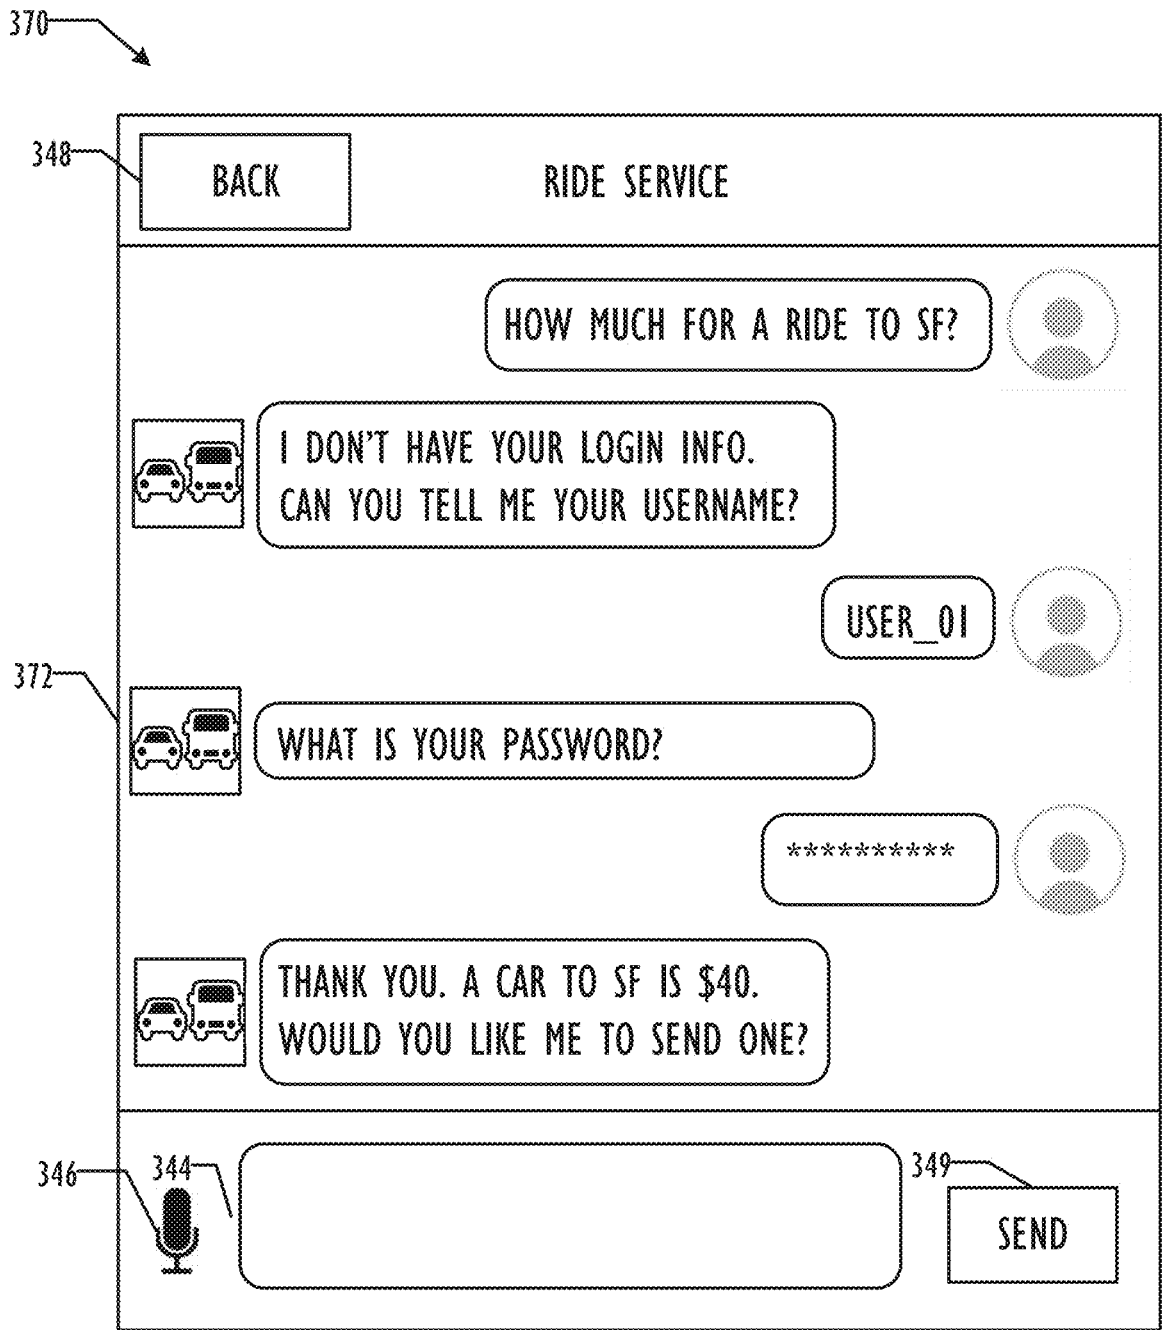 370
348
BACK
RIDE SERVICE
HOW MUCH FOR A RIDE TO SF?
I DON'T HAVE YOUR LOGIN INFO.
CAN YOU TELL ME YOUR USERNAME?
USER_01
372
WHAT IS YOUR PASSWORD?
**********
THANK YOU. A CAR TO SF IS $40.
WOULD YOU LIKE ME TO SEND ONE?
346
344
349
SEND